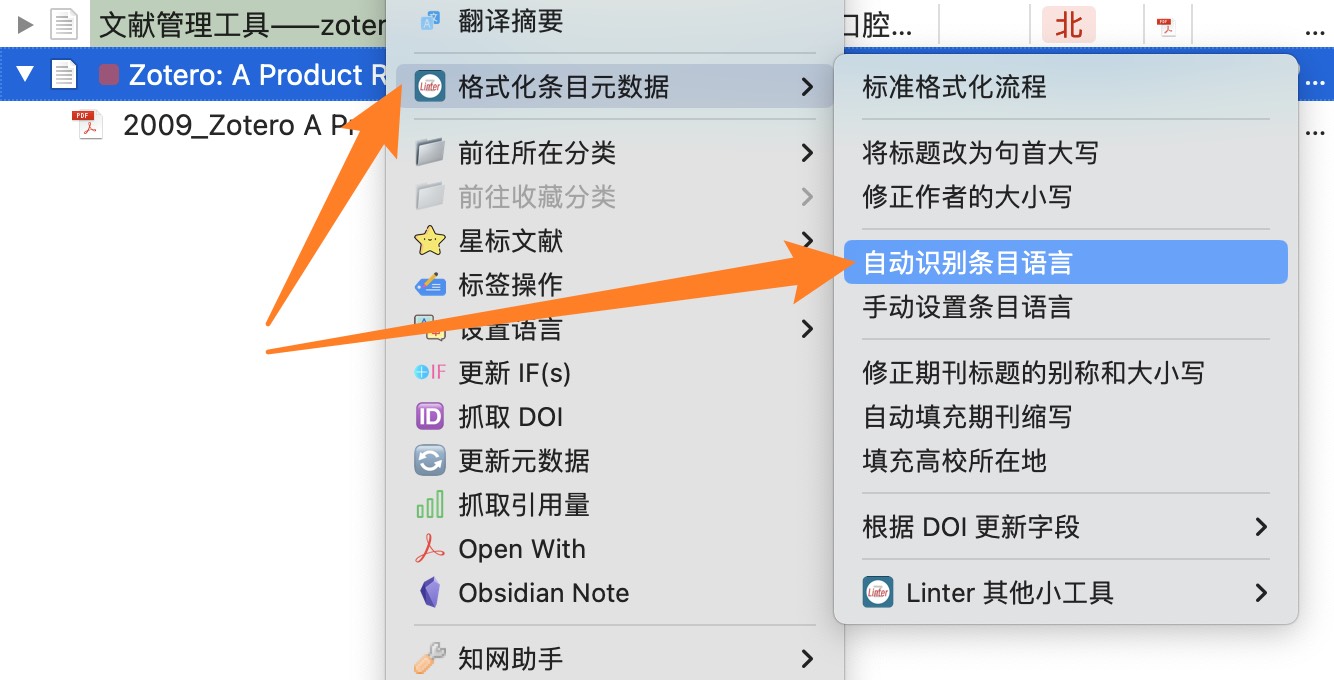 文献管理工具——zoter
口腔...
北
...
Zotero: A Product R
...
PDF
2009_Zotero A Pr
...
翻译摘要
Linter
格式化条目元数据
前往所在分类
前往收藏分类
星标文献
标签操作
设置语言
IF
更新 IF(s)
ID
抓取 DOI
更新元数据
抓取引用量
Open With
Obsidian Note
知网助手
标准格式化流程
将标题改为句首大写
修正作者的大小写
自动识别条目语言
手动设置条目语言
修正期刊标题的别称和大小写
自动填充期刊缩写
填充高校所在地
根据 DOI 更新字段
Linter
Linter 其他小工具